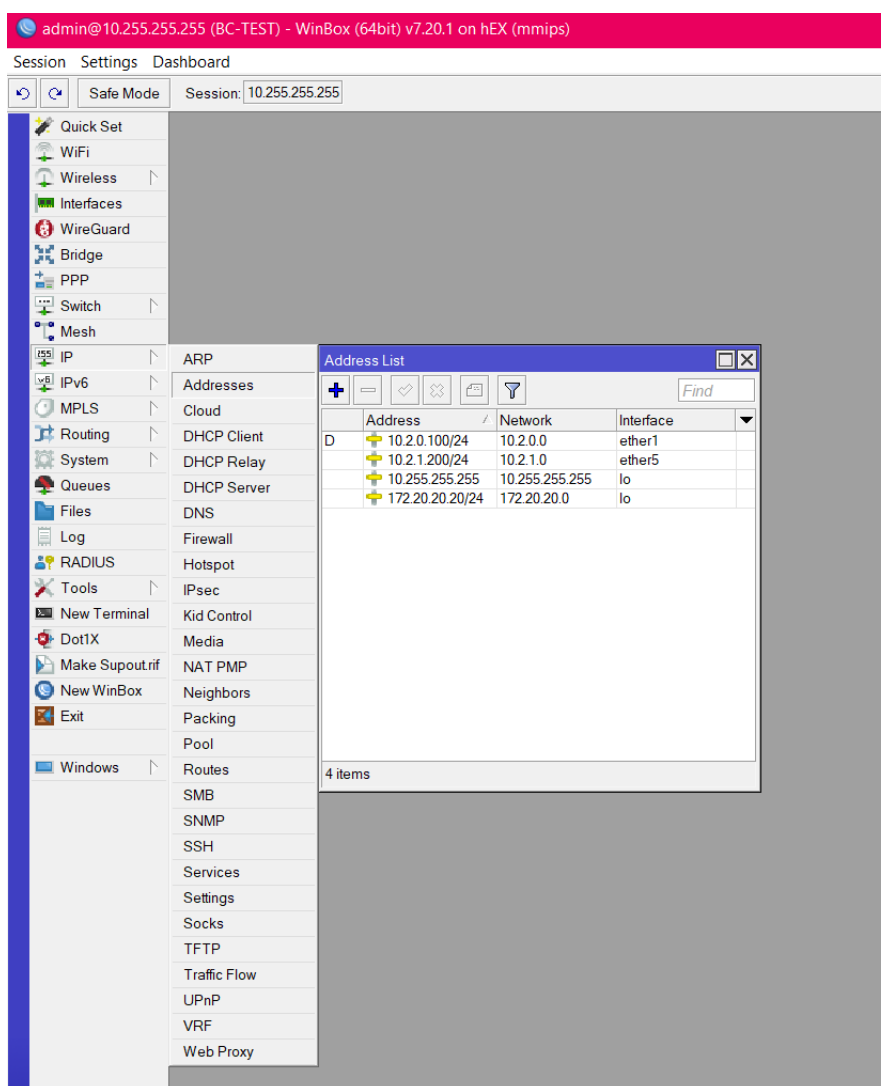 admin@10.255.255.255 (BC-TEST) - WinBox (64bit) v7.20.1 on hEX (mmips)
Session Settings Dashboard
Safe Mode Session: 10.255.255.255
Quick Set
WiFi
Wireless
Interfaces
WireGuard
Bridge
PPP
Switch
Mesh
IP
IPv6
MPLS
Routing
System
Queues
Files
Log
RADIUS
Tools
New Terminal
Dot1X
Make Supout.rif
New WinBox
Exit
Windows
ARP
Addresses
Cloud
DHCP Client
DHCP Relay
DHCP Server
DNS
Firewall
Hotspot
IPsec
Kid Control
Media
NAT PMP
Neighbors
Packing
Pool
Routes
SMB
SNMP
SSH
Services
Settings
Socks
TFTP
Traffic Flow
UPnP
VRF
Web Proxy
Address List
Find
Address Network Interface
D 10.2.0.100/24 10.2.0.0 ether1
10.2.1.200/24 10.2.1.0 ether5
10.255.255.255 10.255.255.255 lo
172.20.20.20/24 172.20.20.0 lo
4 items